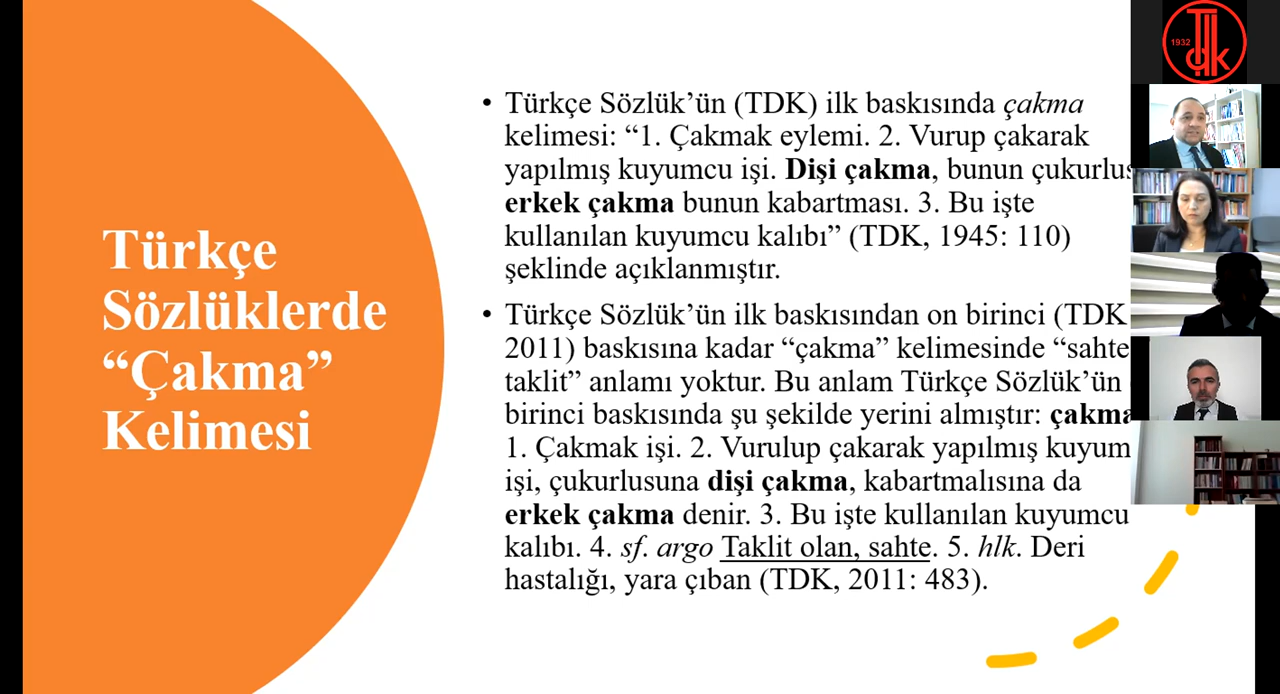 Türkçe
Sözlüklerde
“Çakma”
Kelimesi
• Türkçe Sözlük’ün (TDK) ilk baskısında çakma
kelimesi: “1. Çakmak eylemi. 2. Vurup çakarak
yapılmış kuyumcu işi. Dişi çakma, bunun çukurlus
erkek çakma bunun kabartması. 3. Bu işte
kullanılan kuyumcu kalıbı” (TDK, 1945: 110)
şeklinde açıklanmıştır.
• Türkçe Sözlük’ün ilk baskısından on birinci (TDK
2011) baskısına kadar “çakma” kelimesinde “sahte
taklit” anlamı yoktur. Bu anlam Türkçe Sözlük’ün
birinci baskısında şu şekilde yerini almıştır: çakma
1. Çakmak işi. 2. Vurulup çakarak yapılmış kuyum
işi, çukurlusuna dişi çakma, kabartmalısına da
erkek çakma denir. 3. Bu işte kullanılan kuyumcu
kalıbı. 4. sf. argo Taklit olan, sahte. 5. hlk. Deri
hastalığı, yara çıban (TDK, 2011: 483).
1932